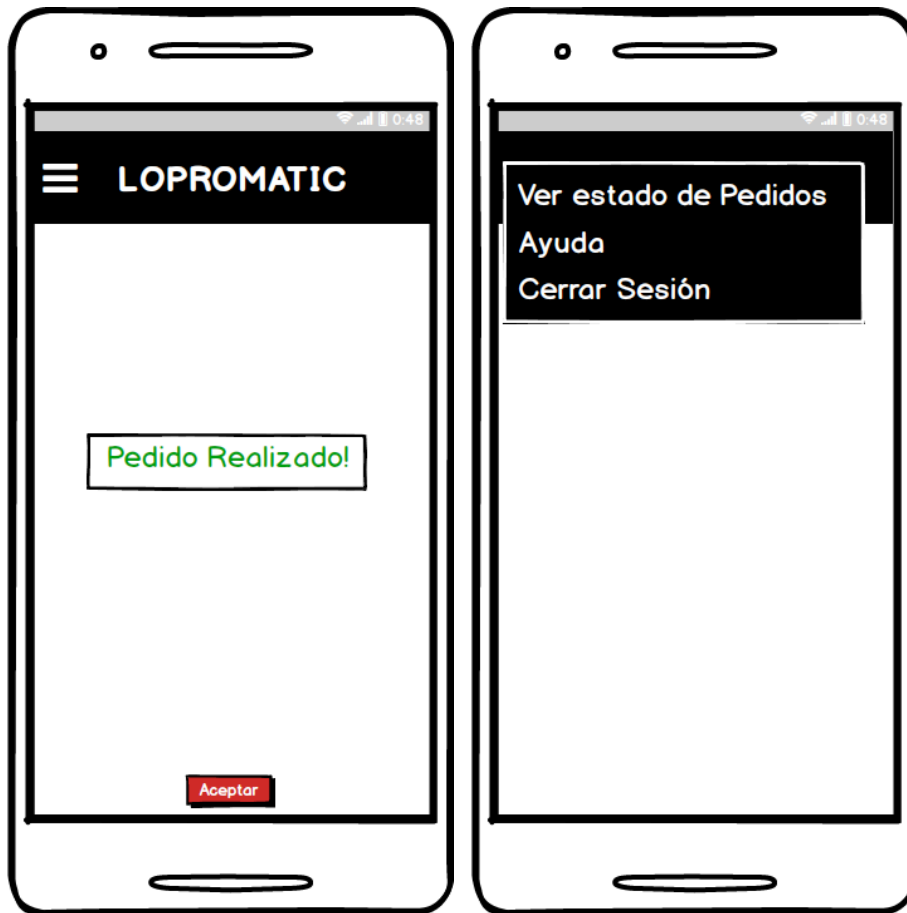 0:48
LOPROMATIC
Pedido Realizado!
Aceptar
0:48
Ver estado de Pedidos
Ayuda
Cerrar Sesión